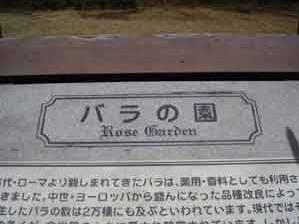 バラの園
Rose Garden
代・ローマより親しまれてきたバラは、薬用・香料としても利用さ
きました。中世・ヨーロッパから盛んになった品種改良によっ
生したバラの数は2万種にも及ぶといわれています。現代では